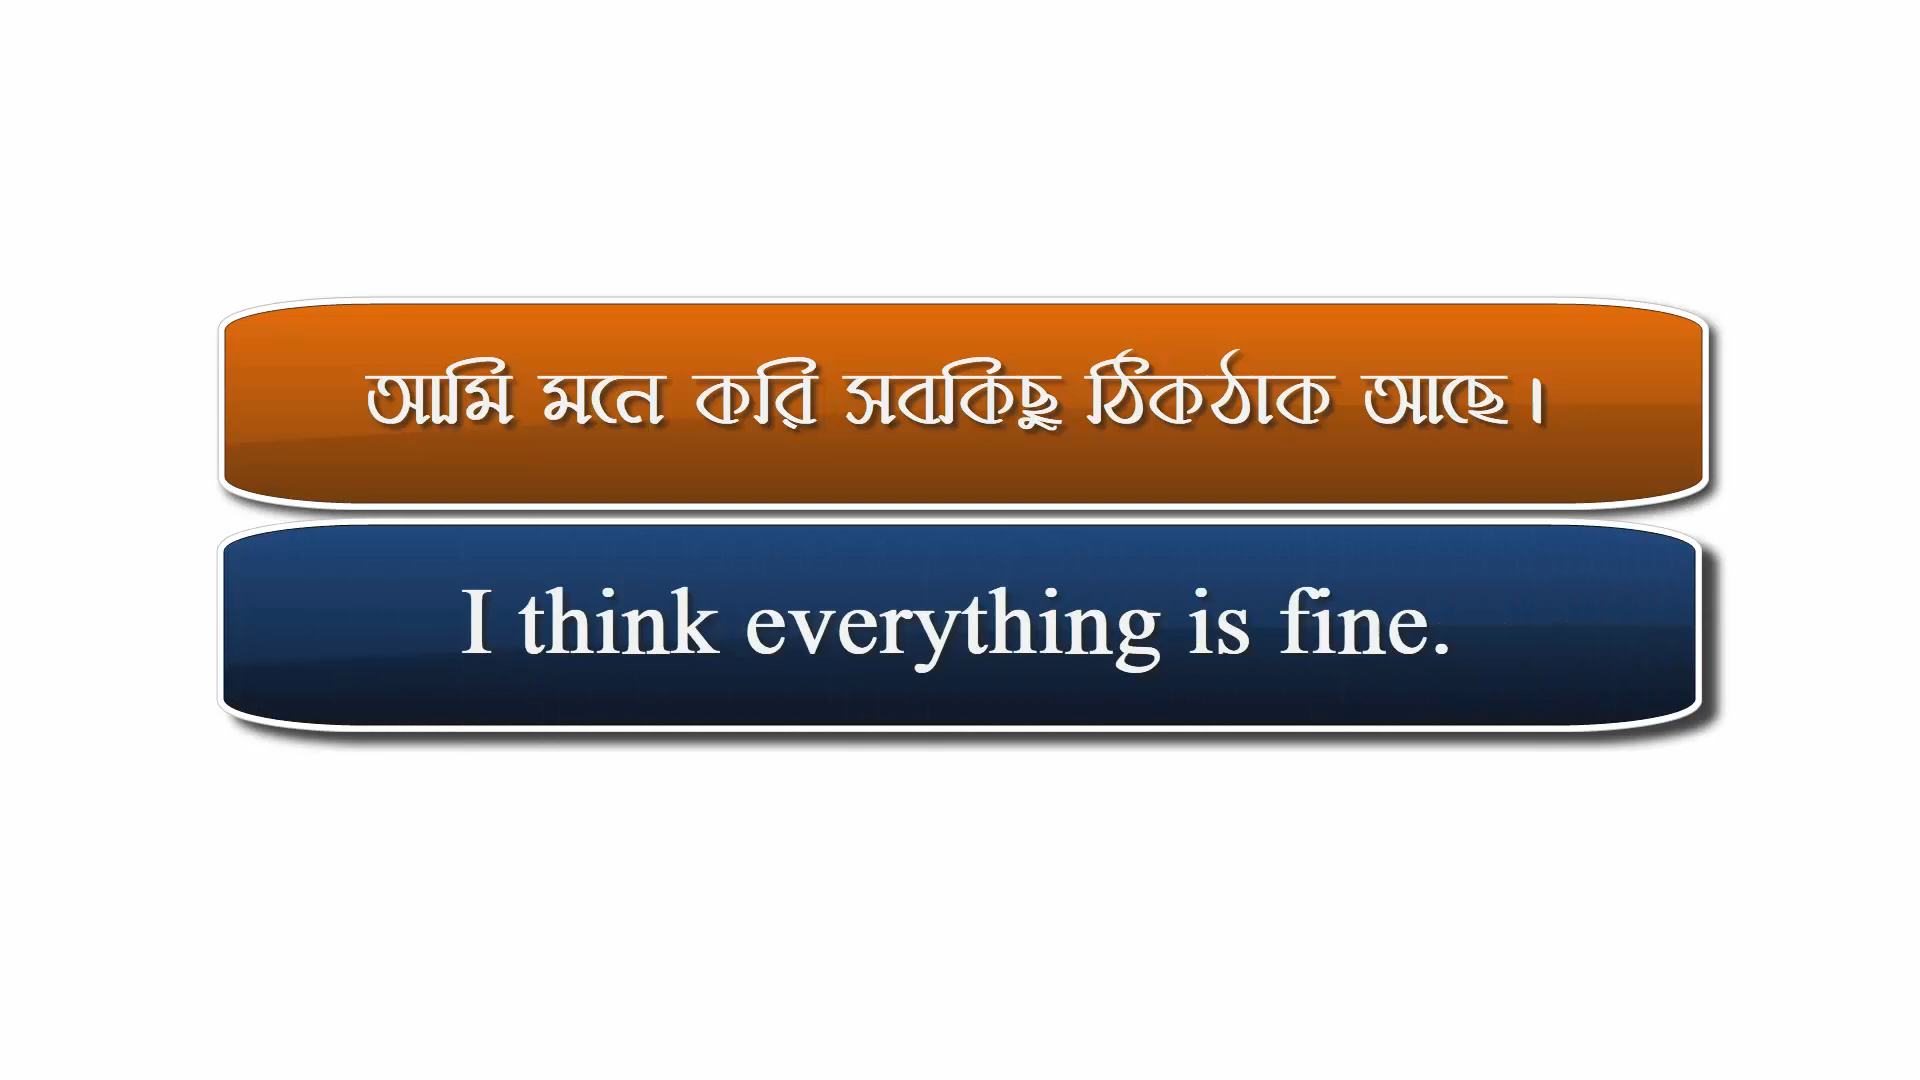 আমি মনে করি সবকিছু ঠিকঠাক আছে।
I think everything is fine.